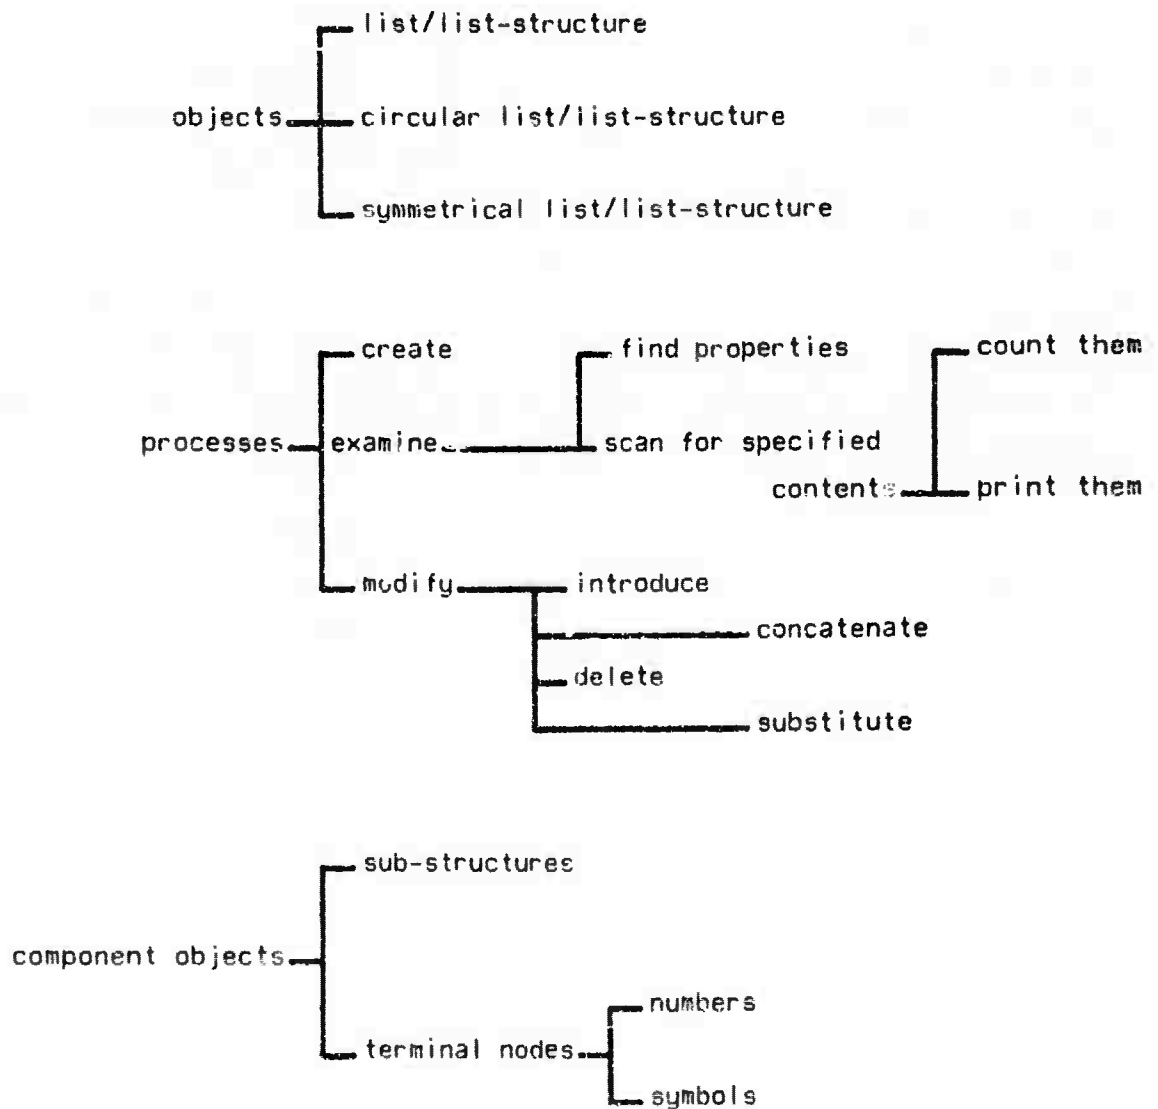 list/list-structure
objects circular list/list-structure
symmetrical list/list-structure
create find properties count them
processes examine scan for specified
contents print them
modify introduce
concatenate
delete
substitute
sub-structures
component objects
numbers
terminal nodes
symbols